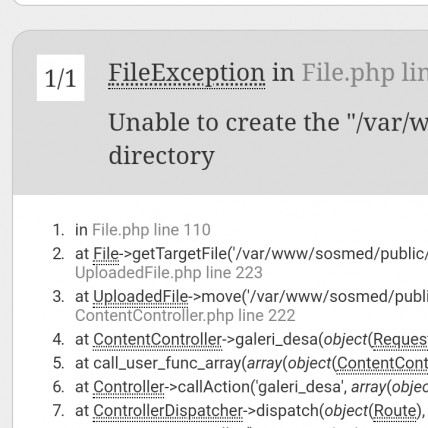 1/1
FileException in File.php
Unable to create the "/var/
directory
1. in File.php line 110
2. at File->getTargetFile('/var/www/sosmed/public/
UploadedFile.php line 223
3. at UploadedFile->move('/var/www/sosmed/publi
ContentController.php line 222
4. at ContentController->galeri_desa(object(Reques
5. at call_user_func_array(array(object(ContentCont
6. at Controller->callAction('galeri_desa', array(objec
7. at ControllerDispatcher->dispatch(object(Route),